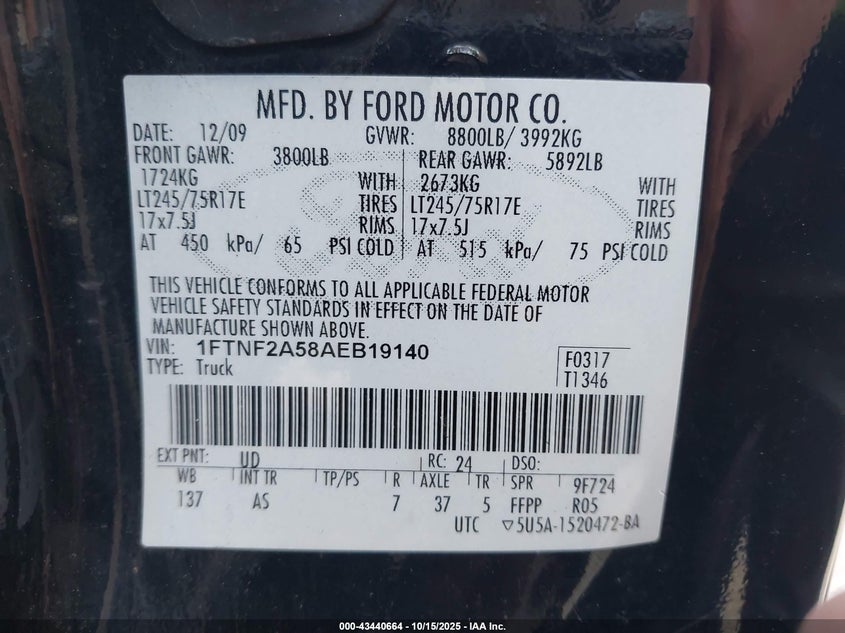 MFD. BY FORD MOTOR CO.
DATE: 12/09 GVWR: 8800LB/ 3992KG
FRONT GAWR: 3800LB REAR GAWR: 5892LB
1724KG WITH 2673KG WITH
LT245/75R17E TIRES LT245/75R17E TIRES
17x7.5J RIMS 17x7.5J RIMS
AT 450 kPa/ 65 PSI COLD AT 515 kPa/ 75 PSI COLD
THIS VEHICLE CONFORMS TO ALL APPLICABLE FEDERAL MOTOR
VEHICLE SAFETY STANDARDS IN EFFECT ON THE DATE OF
MANUFACTURE SHOWN ABOVE.
VIN: 1FTNF2A58AEB19140
TYPE: Truck
F0317
T1346
EXT PNT: UD RC: 24 DSO:
WB INT TR TP/PS R AXLE TR SPR 9F724
137 AS 7 37 5 FFPP R05
UTC ▽5U5A-1520472-BA
000-43440664 - 10/15/2025 - IAA Inc.